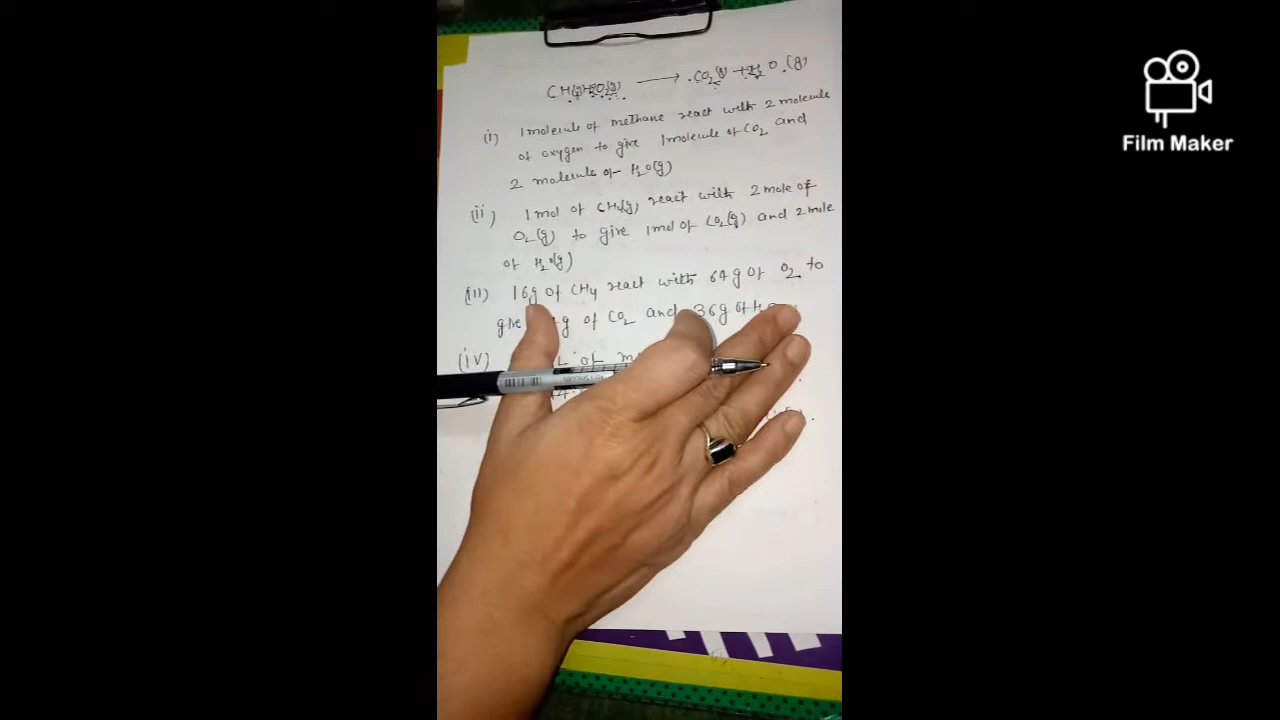 CH4(g)+2O2(g) → CO2(g) + 2H2O(g)
(i) 1 molecule of methane react with 2 molecule
of oxygen to give 1 molecule of CO2 and
2 molecule of H2O(g)
(ii) 1 mol of CH4(g) react with 2 mole of
O2(g) to give 1 mol of CO2(g) and 2 mole
of H2O(g)
(iii) 16g of CH4 react with 64g of O2 to
give g of CO2 and 36g of
(iv) L of
Film Maker